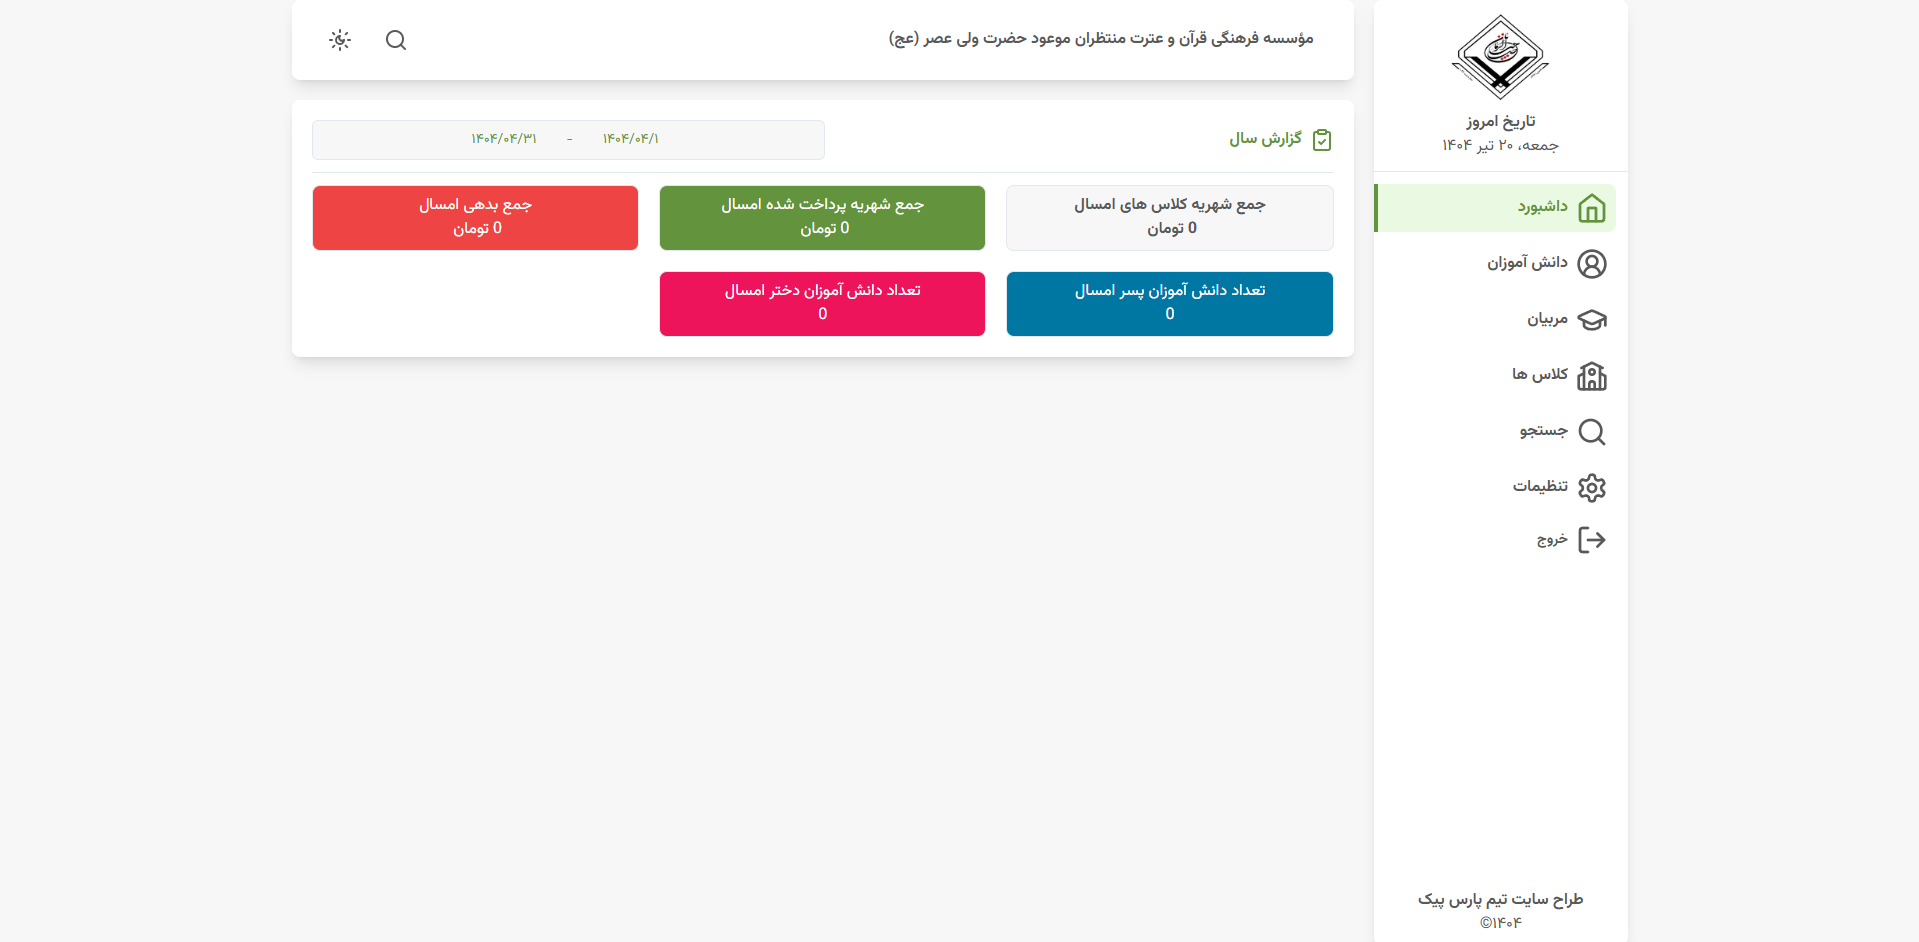 تاریخ امروز
جمعه، ۲۰ تیر ۱۴۰۴
داشبورد
دانش آموزان
مربیان
کلاس ها
جستجو
تنظیمات
خروج
طراح سایت تیم پارس پیک
©۱۴۰۴
مؤسسه فرهنگی قرآن و عترت منتظران موعود حضرت ولی عصر (عج)
گزارش سال
۱۴۰۴/۰۴/۱ - ۱۴۰۴/۰۴/۳۱
جمع شهریه کلاس های امسال
0 تومان
جمع شهریه پرداخت شده امسال
0 تومان
جمع بدهی امسال
0 تومان
تعداد دانش آموزان پسر امسال
0
تعداد دانش آموزان دختر امسال
0